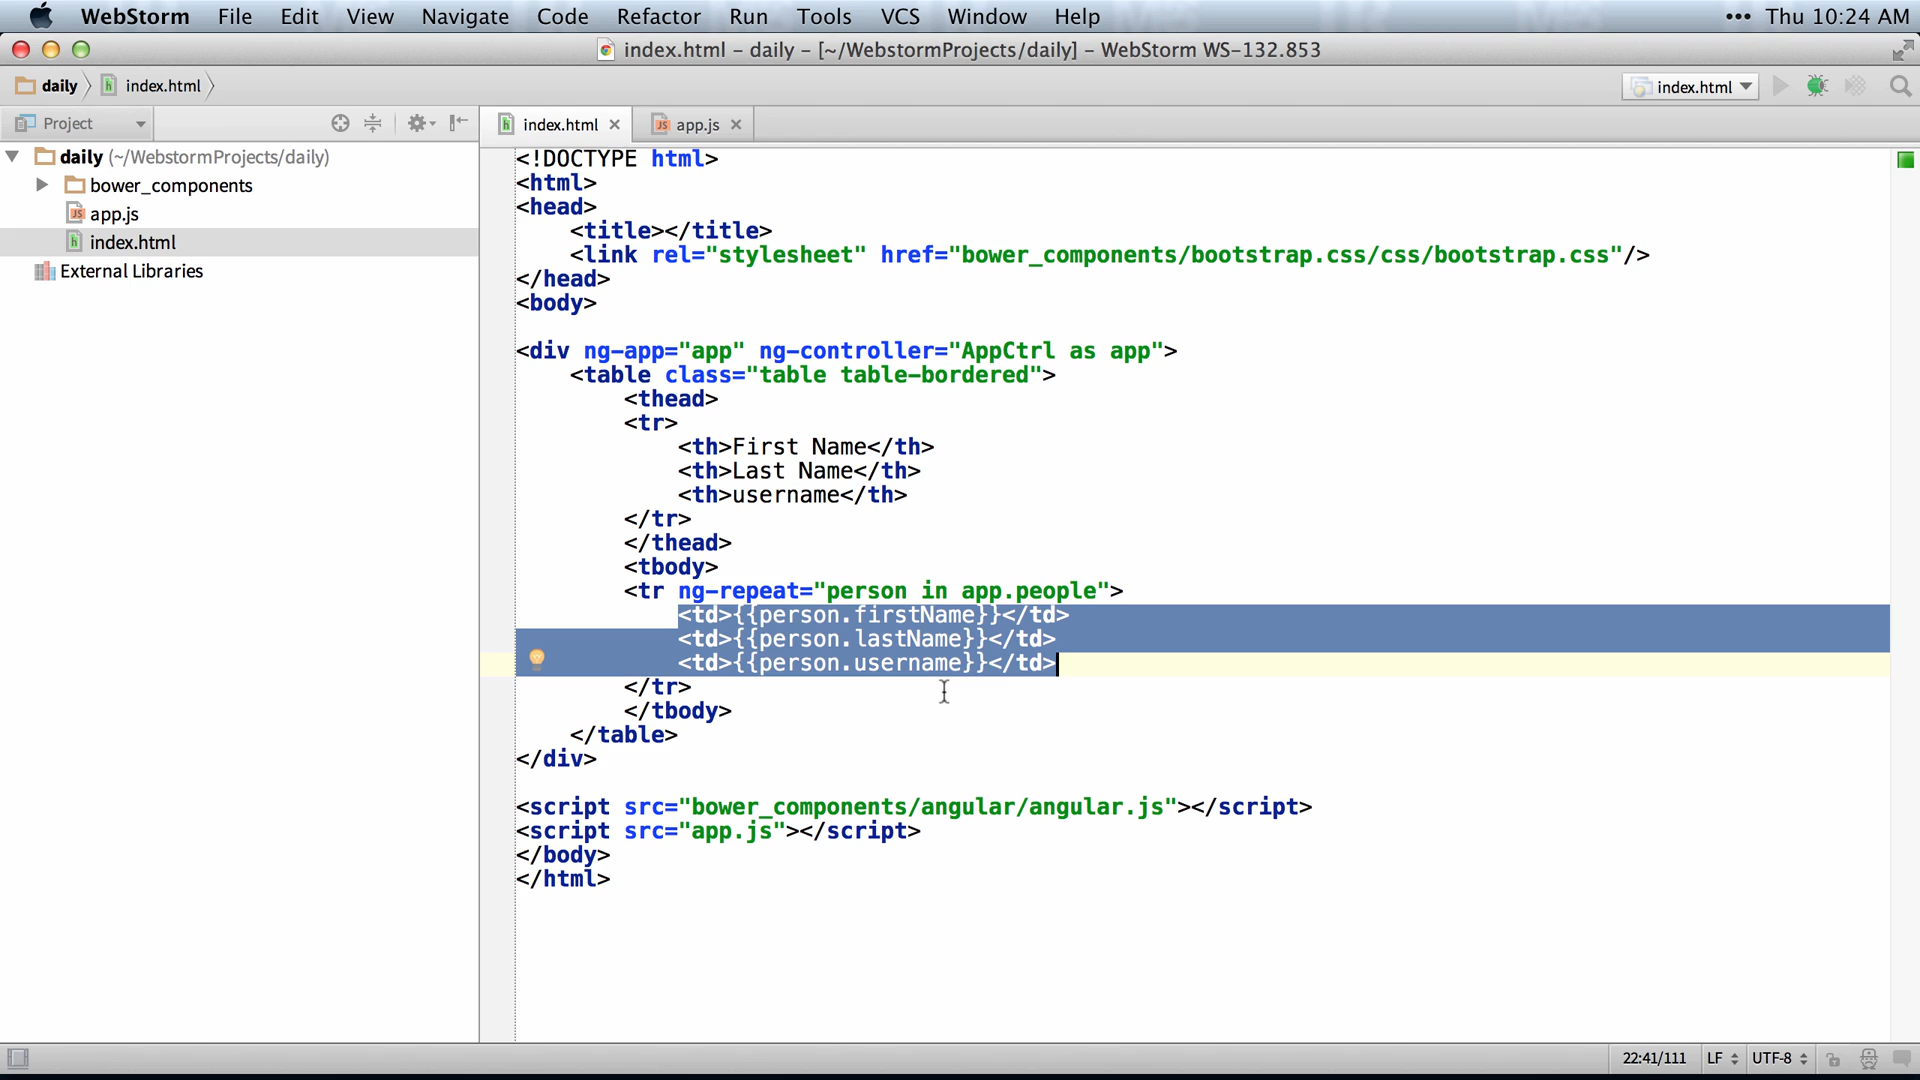 WebStorm File Edit View Navigate Code Refactor Run Tools VCS Window Help ••• Thu 10:24 AM
index.html – daily – [~/WebstormProjects/daily] – WebStorm WS-132.853
daily index.html index.html
Project index.html app.js
daily (~/WebstormProjects/daily)
bower_components
app.js
index.html
External Libraries
<!DOCTYPE html>
<html>
<head>
    <title></title>
    <link rel="stylesheet" href="bower_components/bootstrap.css/css/bootstrap.css"/>
</head>
<body>
<div ng-app="app" ng-controller="AppCtrl as app">
    <table class="table table-bordered">
        <thead>
        <tr>
            <th>First Name</th>
            <th>Last Name</th>
            <th>username</th>
        </tr>
        </thead>
        <tbody>
        <tr ng-repeat="person in app.people">
            <td>{{person.firstName}}</td>
            <td>{{person.lastName}}</td>
            <td>{{person.username}}</td>
        </tr>
        </tbody>
    </table>
</div>
<script src="bower_components/angular/angular.js"></script>
<script src="app.js"></script>
</body>
</html>
22:41/111 LF UTF-8